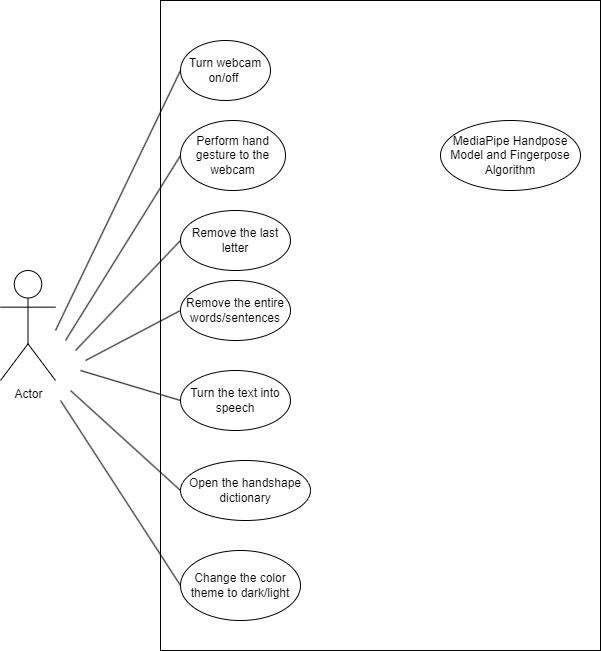 Turn webcam
on/off
Perform hand
gesture to the
webcam
MediaPipe Handpose
Model and Fingerpose
Algorithm
Remove the last
letter
Remove the entire
words/sentences
Actor
Turn the text into
speech
Open the handshape
dictionary
Change the color
theme to dark/light